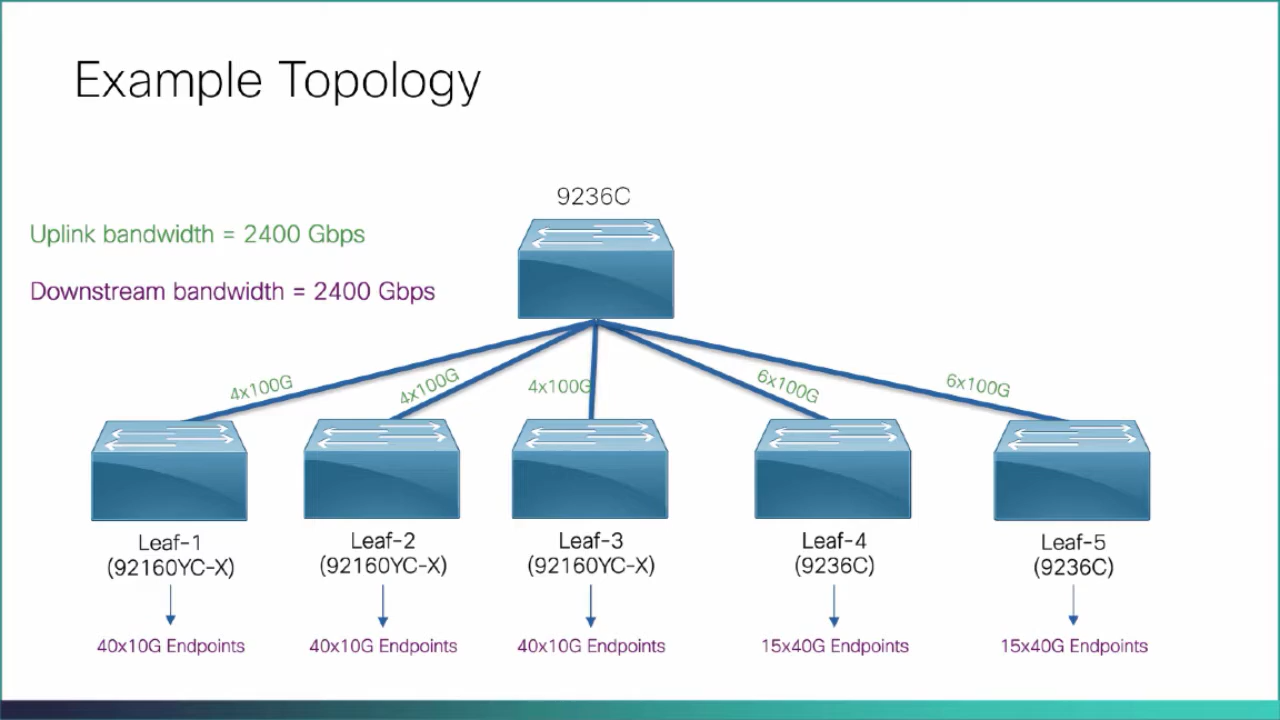 Example Topology
9236C
Uplink bandwidth = 2400 Gbps
Downstream bandwidth = 2400 Gbps
4x100G
4x100G
4x100G
6x100G
6x100G
Leaf-1
(92160YC-X)
Leaf-2
(92160YC-X)
Leaf-3
(92160YC-X)
Leaf-4
(9236C)
Leaf-5
(9236C)
40x10G Endpoints
40x10G Endpoints
40x10G Endpoints
15x40G Endpoints
15x40G Endpoints